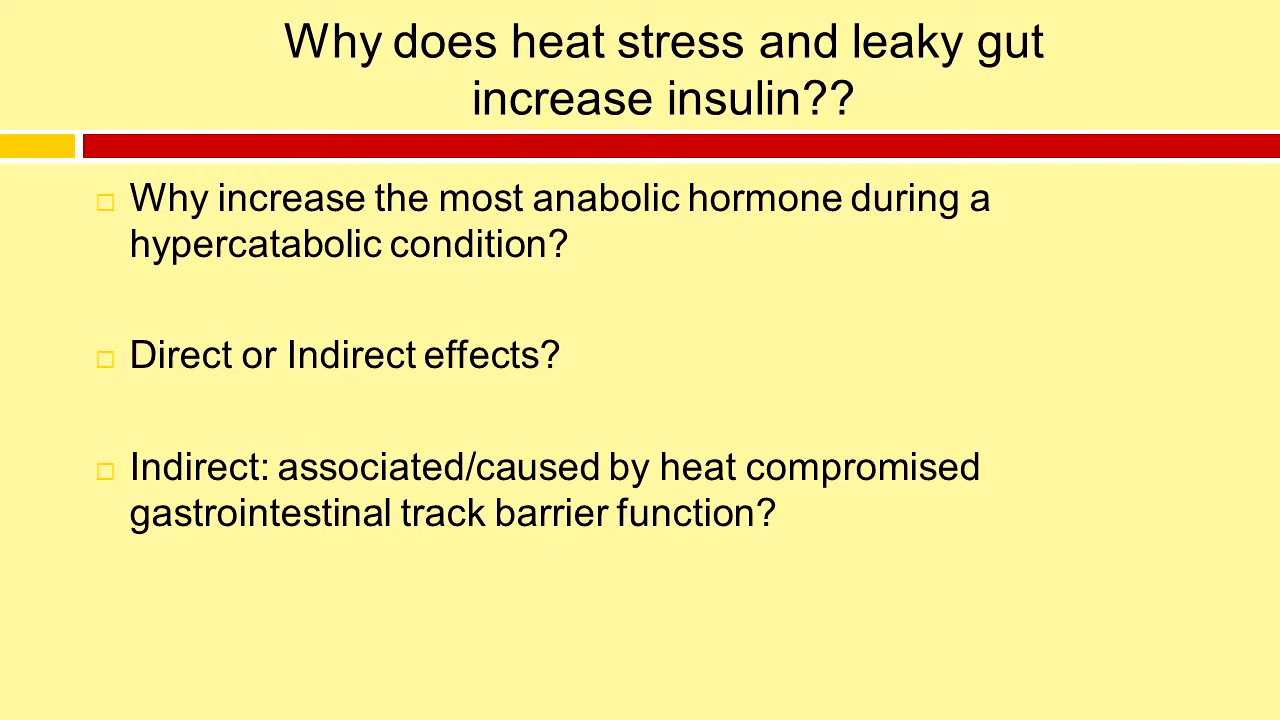 Why does heat stress and leaky gut
increase insulin??
Why increase the most anabolic hormone during a
hypercatabolic condition?
Direct or Indirect effects?
Indirect: associated/caused by heat compromised
gastrointestinal track barrier function?